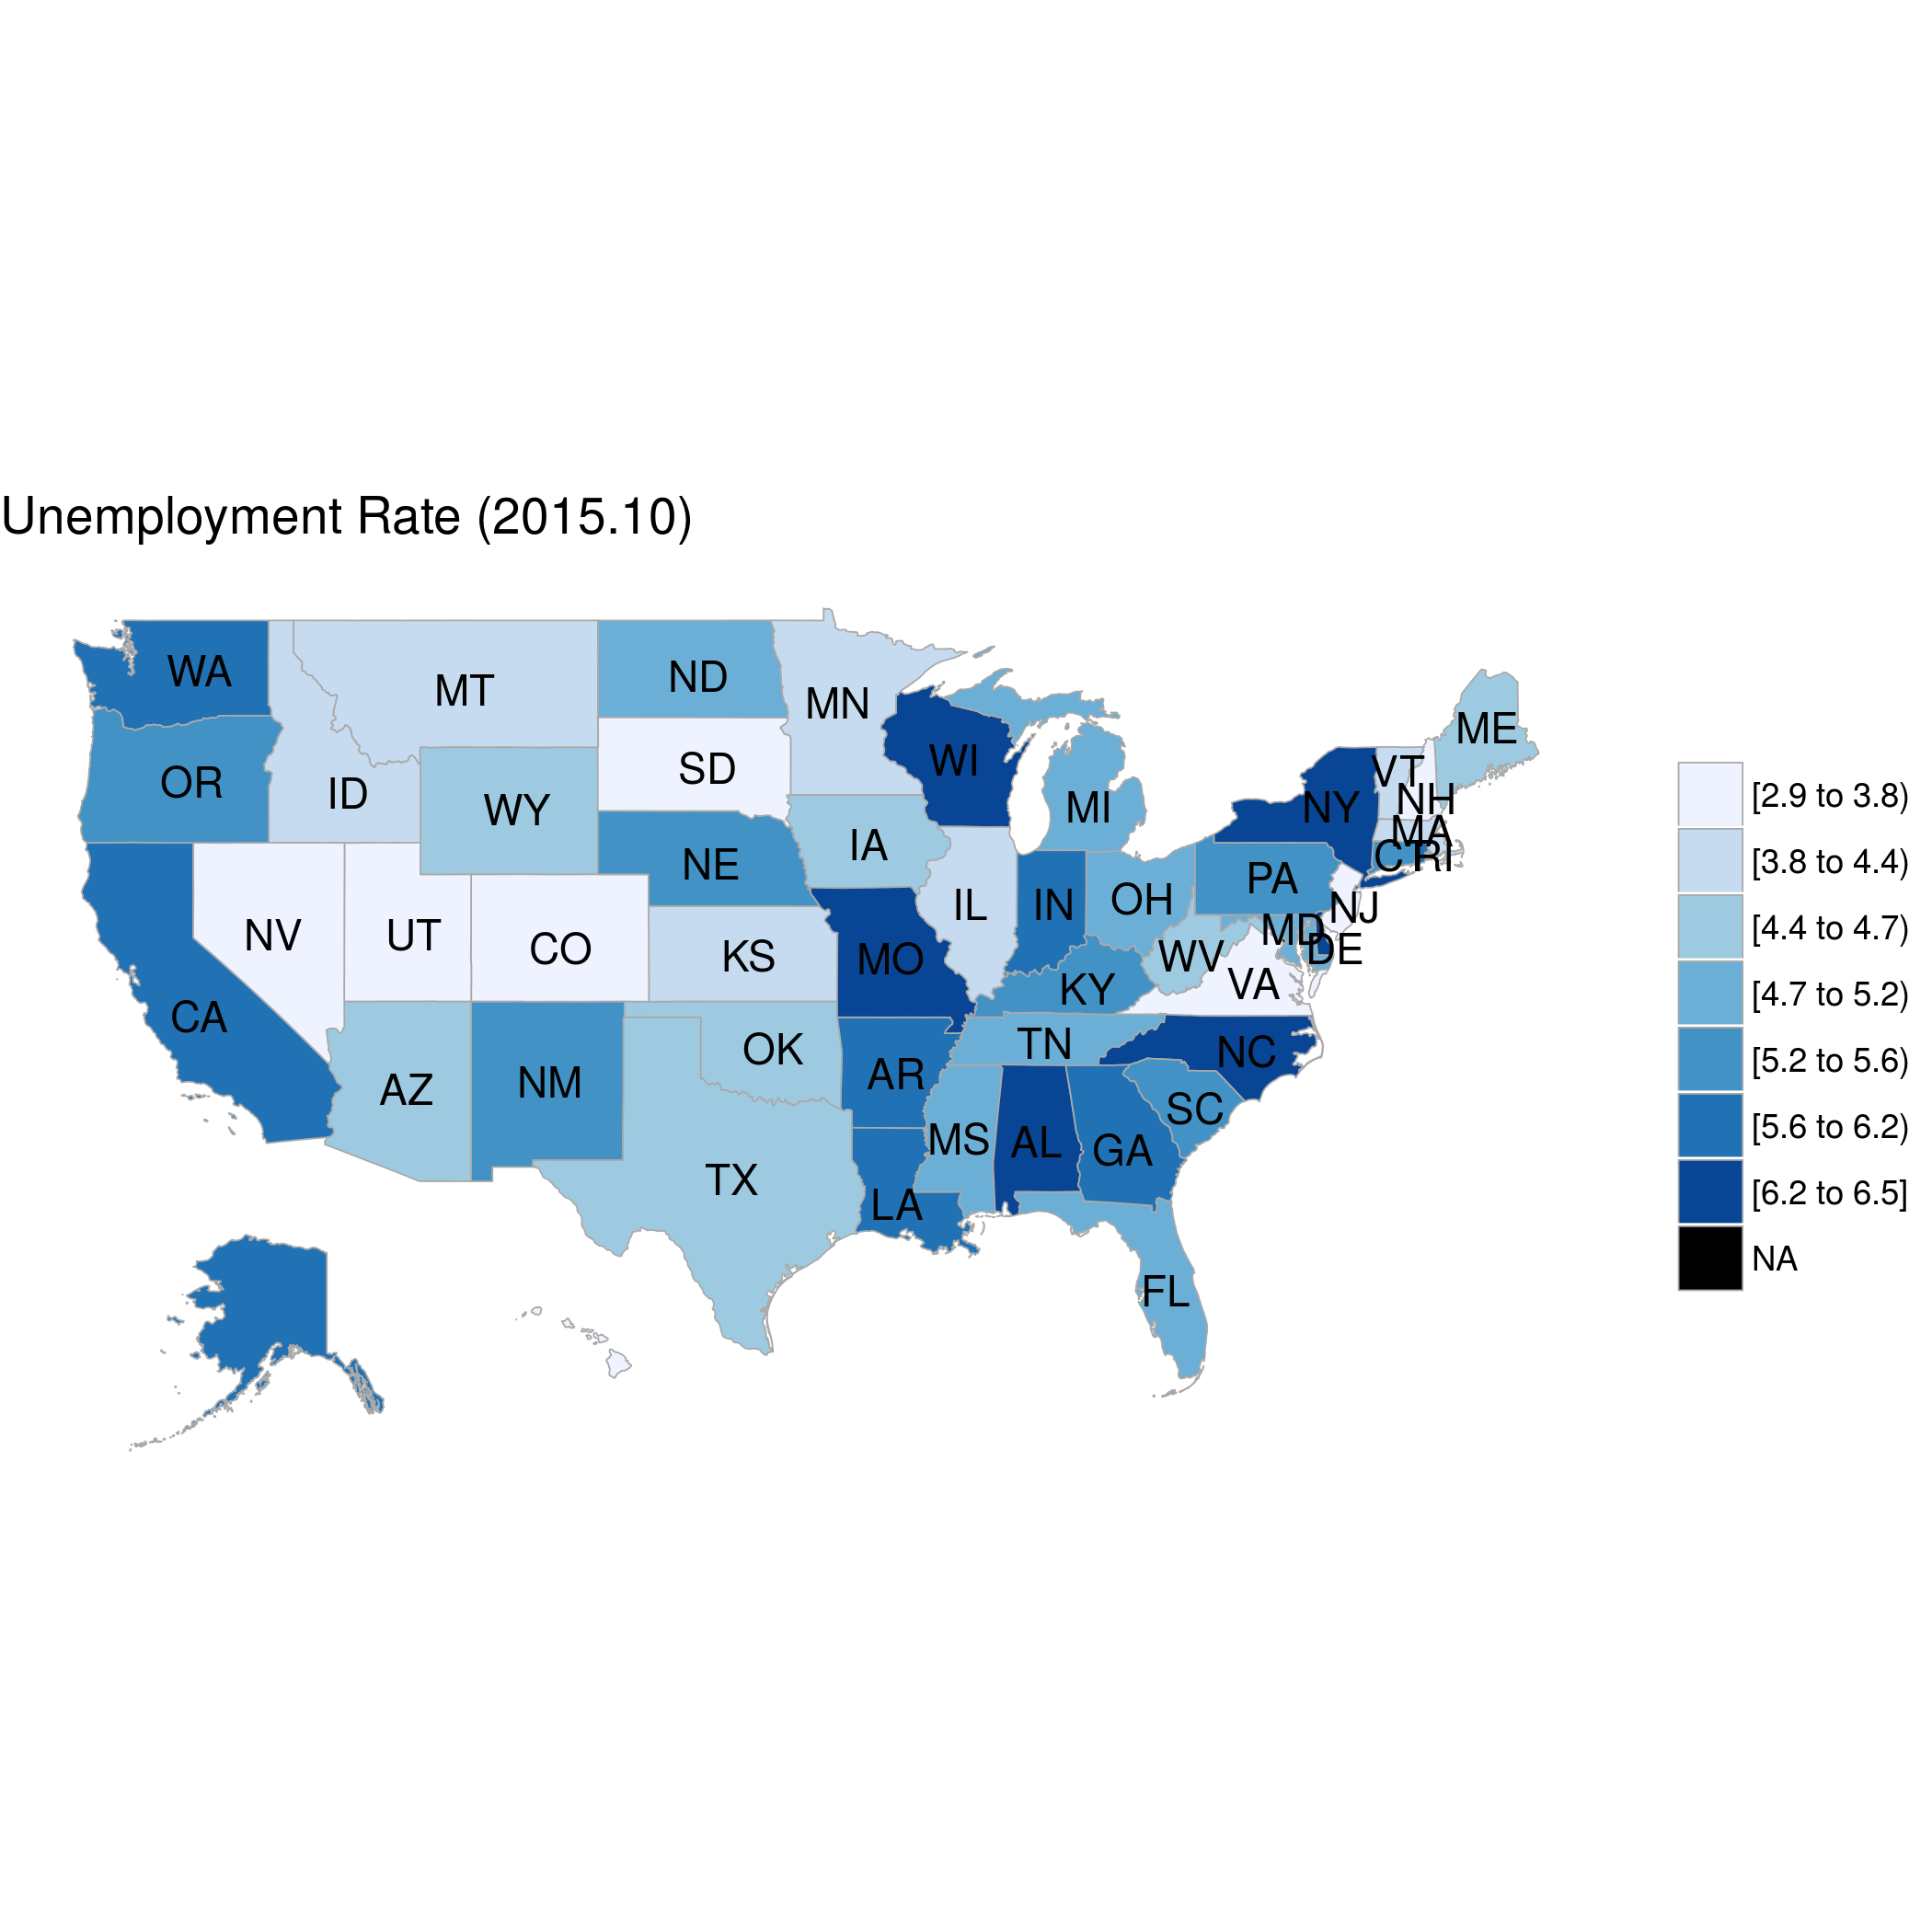 Unemployment Rate (2015.10)
WA
MT
ND
MN
ME
OR
ID
WY
SD
WI
MI
NY
VT
NH
MA
CT
RI
NE
IA
IL
IN
OH
PA
NJ
MD
DE
NV
UT
CO
KS
MO
KY
WV
VA
CA
AZ
NM
OK
AR
TN
NC
SC
TX
LA
MS
AL
GA
FL
[2.9 to 3.8)
[3.8 to 4.4)
[4.4 to 4.7)
[4.7 to 5.2)
[5.2 to 5.6)
[5.6 to 6.2)
[6.2 to 6.5]
NA